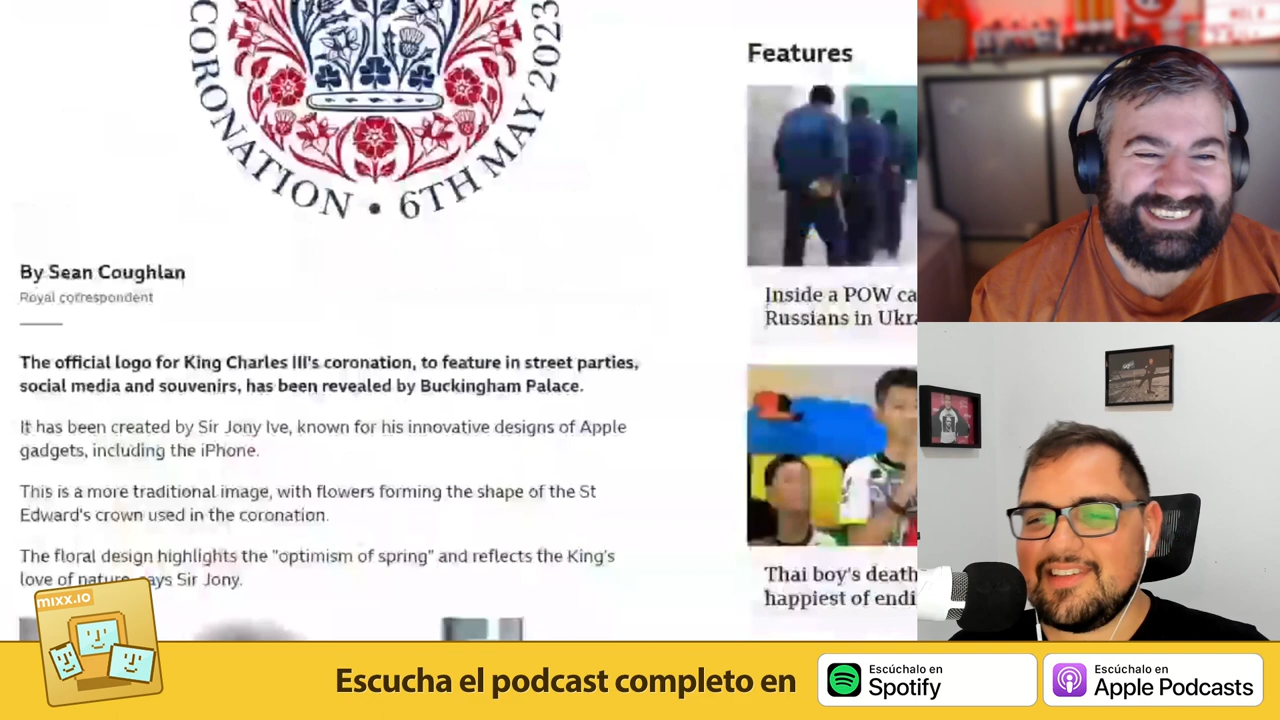 CORONATION • 6TH MAY 2023
Features
By Sean Coughlan
Royal correspondent
Inside a POW ca
Russians in Ukra
The official logo for King Charles III's coronation, to feature in street parties,
social media and souvenirs, has been revealed by Buckingham Palace.
It has been created by Sir Jony Ive, known for his innovative designs of Apple
gadgets, including the iPhone.
This is a more traditional image, with flowers forming the shape of the St
Edward's crown used in the coronation.
The floral design highlights the "optimism of spring" and reflects the King's
love of nature, says Sir Jony.
Thai boy's death
happiest of endi
mixx.io
Escucha el podcast completo en
Escúchalo en
Spotify
Escúchalo en
Apple Podcasts